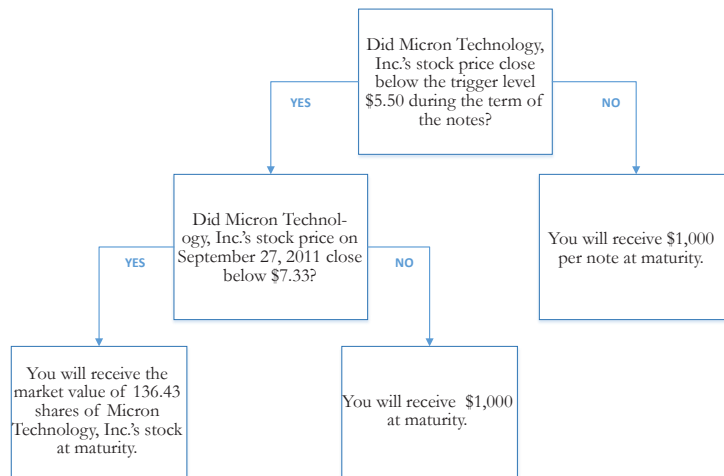 Did Micron Technology,
Inc.'s stock price close
below the trigger level
$5.50 during the term of
the notes?
YES
NO
Did Micron Technol-
ogy, Inc.'s stock price on
September 27, 2011 close
below $7.33?
You will receive $1,000
per note at maturity.
YES
NO
You will receive the
market value of 136.43
shares of Micron
Technology, Inc.'s stock
at maturity.
You will receive $1,000
at maturity.